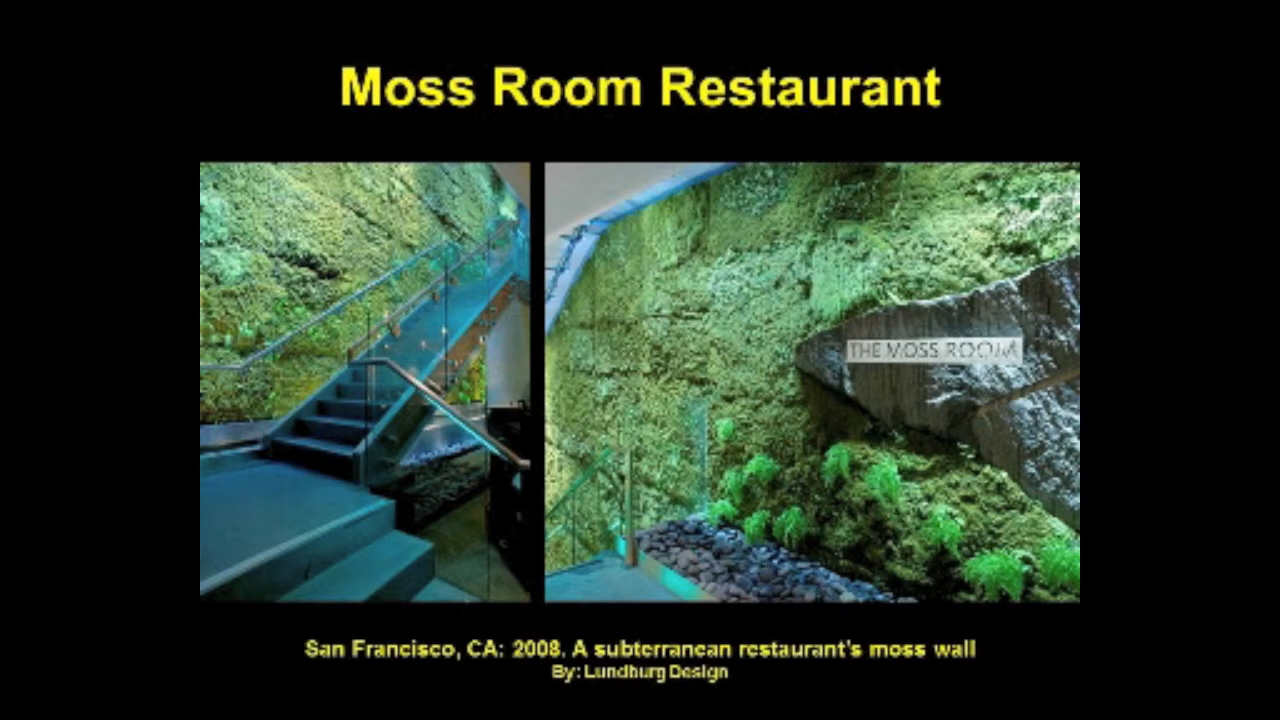 Moss Room Restaurant
THE MOSS ROOM
San Francisco, CA: 2008. A subterranean restaurant's moss wall
By: Lundburg Design